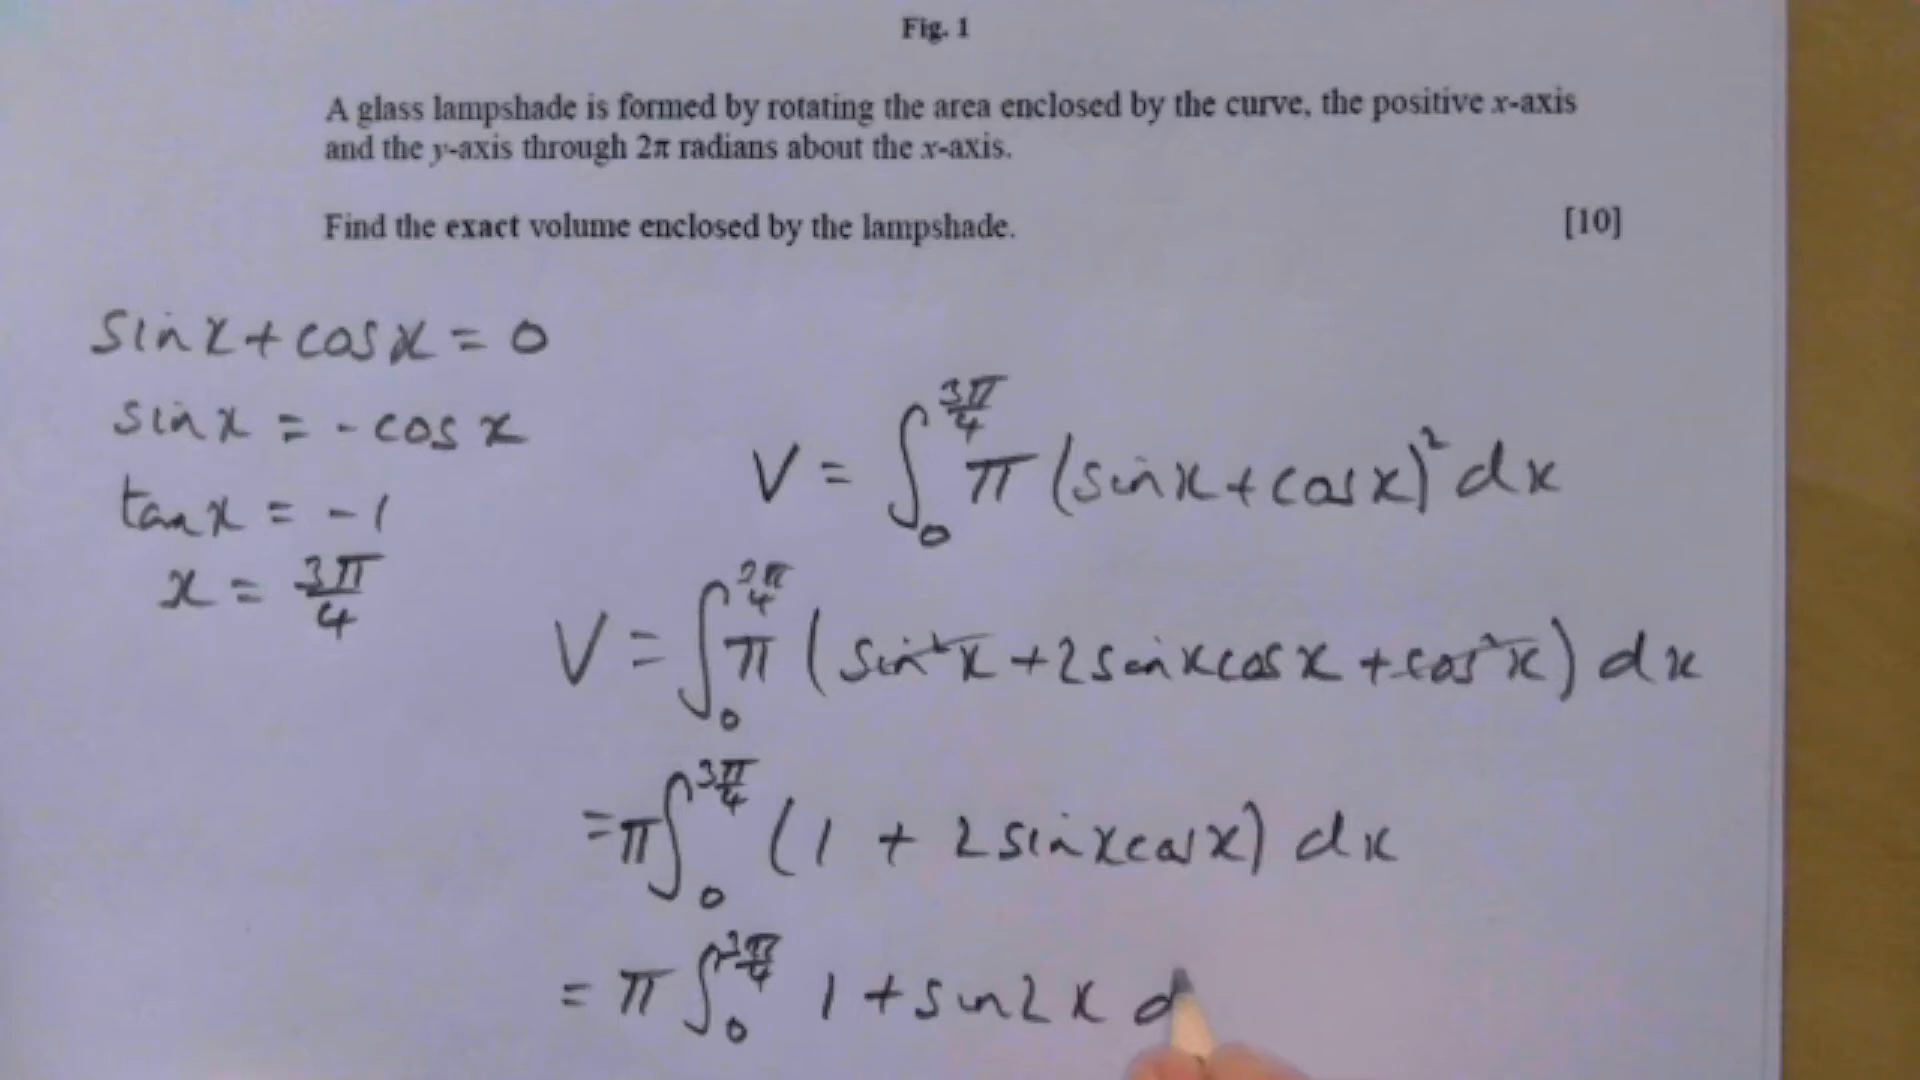 Fig. 1
A glass lampshade is formed by rotating the area enclosed by the curve, the positive x-axis
and the y-axis through 2π radians about the x-axis.
Find the exact volume enclosed by the lampshade. [10]
sinx + cosx = 0
sinx = - cosx
tanx = -1
x = 3π/4
V = ∫₀^(3π/4) π (sinx + cosx)² dx
V = ∫₀^(3π/4) π (sin²x + 2sinxcosx + cos²x) dx
= π∫₀^(3π/4) (1 + 2sinxcosx) dx
= π ∫₀^(3π/4) 1 + sin2x d